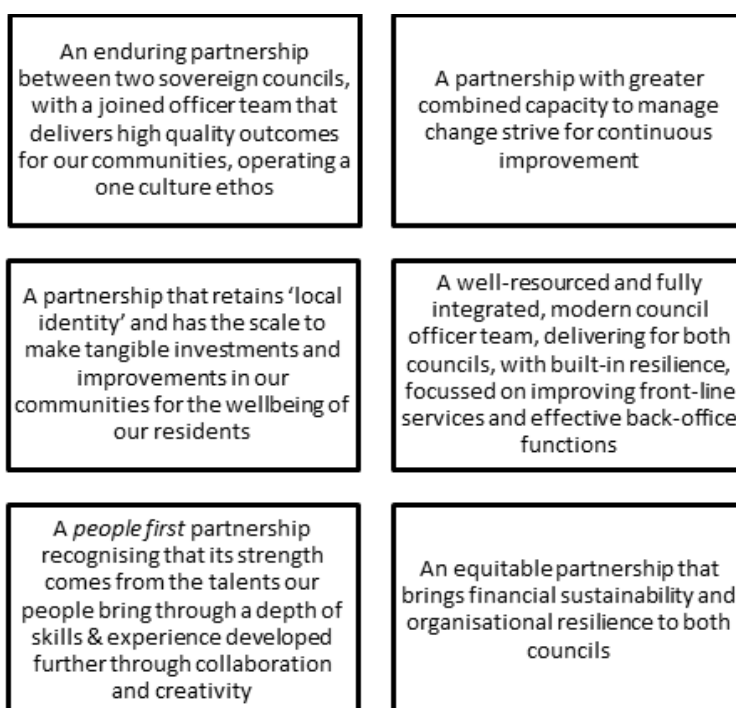 An enduring partnership
between two sovereign councils,
with a joined officer team that
delivers high quality outcomes
for our communities, operating a
one culture ethos
A partnership with greater
combined capacity to manage
change strive for continuous
improvement
A partnership that retains ‘local
identity’ and has the scale to
make tangible investments and
improvements in our
communities for the wellbeing of
our residents
A well-resourced and fully
integrated, modern council
officer team, delivering for both
councils, with built-in resilience,
focussed on improving front-line
services and effective back-office
functions
A people first partnership
recognising that its strength
comes from the talents our
people bring through a depth of
skills & experience developed
further through collaboration
and creativity
An equitable partnership that
brings financial sustainability and
organisational resilience to both
councils